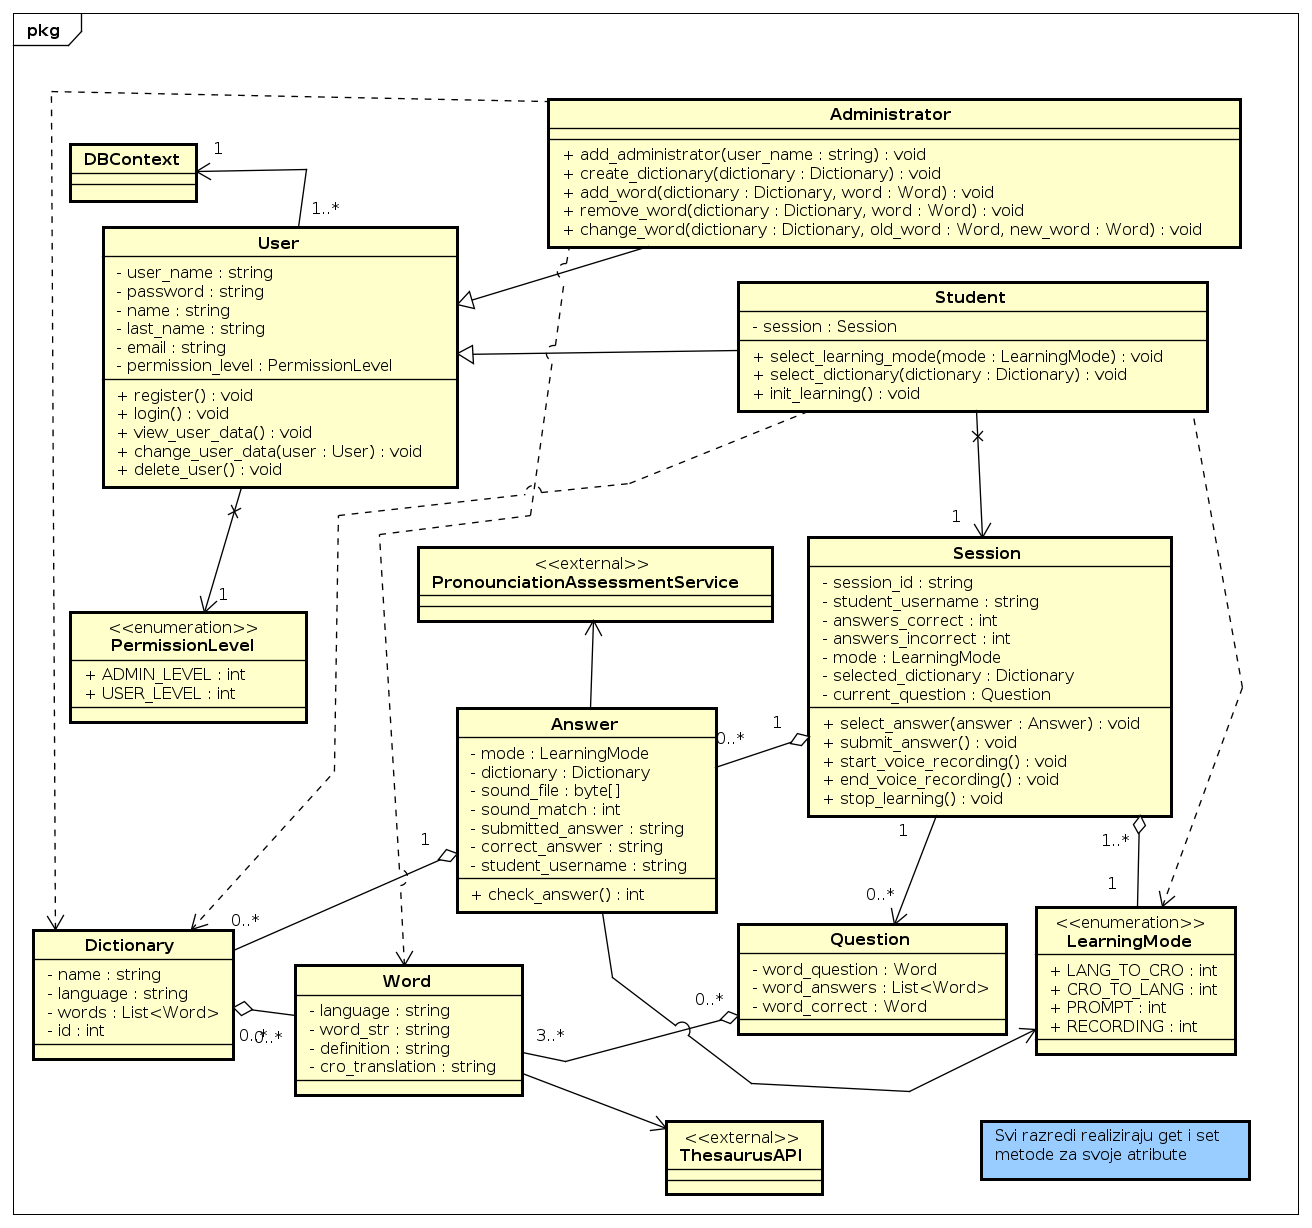 pkg
Administrator
+ add_administrator(user_name : string) : void
+ create_dictionary(dictionary : Dictionary) : void
+ add_word(dictionary : Dictionary, word : Word) : void
+ remove_word(dictionary : Dictionary, word : Word) : void
+ change_word(dictionary : Dictionary, old_word : Word, new_word : Word) : void
DBContext
1
1..*
User
- user_name : string
- password : string
- name : string
- last_name : string
- email : string
- permission_level : PermissionLevel
+ register() : void
+ login() : void
+ view_user_data() : void
+ change_user_data(user : User) : void
+ delete_user() : void
Student
- session : Session
+ select_learning_mode(mode : LearningMode) : void
+ select_dictionary(dictionary : Dictionary) : void
+ init_learning() : void
1
1
<<enumeration>>
PermissionLevel
+ ADMIN_LEVEL : int
+ USER_LEVEL : int
<<external>>
PronounciationAssessmentService
Session
- session_id : string
- student_username : string
- answers_correct : int
- answers_incorrect : int
- mode : LearningMode
- selected_dictionary : Dictionary
- current_question : Question
+ select_answer(answer : Answer) : void
+ submit_answer() : void
+ start_voice_recording() : void
+ end_voice_recording() : void
+ stop_learning() : void
Answer
- mode : LearningMode
- dictionary : Dictionary
- sound_file : byte[]
- sound_match : int
- submitted_answer : string
- correct_answer : string
- student_username : string
+ check_answer() : int
1
0..*
1
0..*
1
0..*
1..*
1
Dictionary
- name : string
- language : string
- words : List<Word>
- id : int
0..*
0..*
Word
- language : string
- word_str : string
- definition : string
- cro_translation : string
3..*
0..*
Question
- word_question : Word
- word_answers : List<Word>
- word_correct : Word
<<enumeration>>
LearningMode
+ LANG_TO_CRO : int
+ CRO_TO_LANG : int
+ PROMPT : int
+ RECORDING : int
<<external>>
ThesaurusAPI
Svi razredi realiziraju get i set
metode za svoje atribute